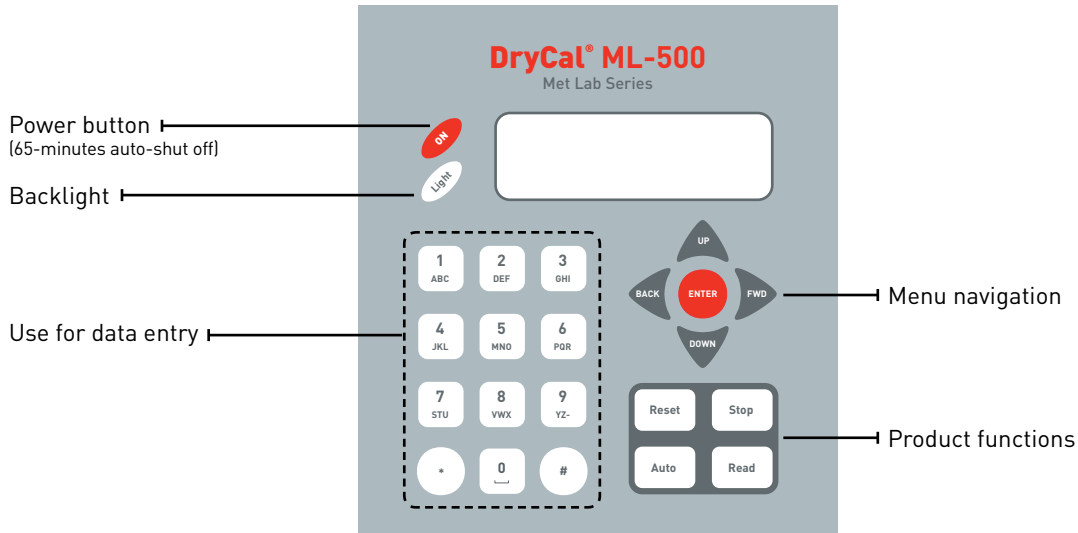 DryCal® ML-500
Met Lab Series
Power button
(65-minutes auto-shut off)
ON
Backlight
Light
Use for data entry
1
ABC
2
DEF
3
GHI
4
JKL
5
MNO
6
PQR
7
STU
8
VWX
9
YZ-
*
0
#
UP
BACK
ENTER
FWD
DOWN
Menu navigation
Reset
Stop
Auto
Read
Product functions